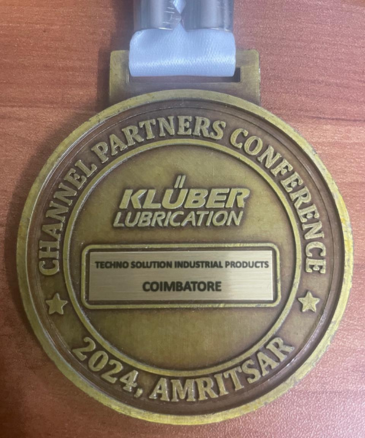 CHANNEL PARTNERS CONFERENCE
KLÜBER
LUBRICATION
TECHNO SOLUTION INDUSTRIAL PRODUCTS
COIMBATORE
2024, AMRITSAR